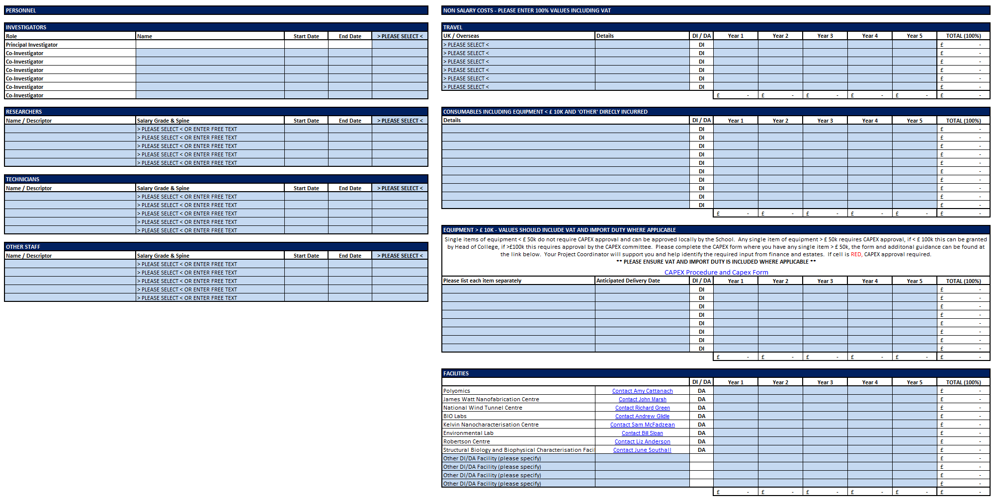 PERSONNEL
INVESTIGATORS
Role Name Start Date End Date > PLEASE SELECT <
Principal Investigator
Co-Investigator
Co-Investigator
Co-Investigator
Co-Investigator
Co-Investigator
Co-Investigator
RESEARCHERS
Name / Descriptor Salary Grade & Spine Start Date End Date > PLEASE SELECT <
> PLEASE SELECT < OR ENTER FREE TEXT
> PLEASE SELECT < OR ENTER FREE TEXT
> PLEASE SELECT < OR ENTER FREE TEXT
> PLEASE SELECT < OR ENTER FREE TEXT
> PLEASE SELECT < OR ENTER FREE TEXT
TECHNICIANS
Name / Descriptor Salary Grade & Spine Start Date End Date > PLEASE SELECT <
> PLEASE SELECT < OR ENTER FREE TEXT
> PLEASE SELECT < OR ENTER FREE TEXT
> PLEASE SELECT < OR ENTER FREE TEXT
> PLEASE SELECT < OR ENTER FREE TEXT
> PLEASE SELECT < OR ENTER FREE TEXT
OTHER STAFF
Name / Descriptor Salary Grade & Spine Start Date End Date > PLEASE SELECT <
> PLEASE SELECT < OR ENTER FREE TEXT
> PLEASE SELECT < OR ENTER FREE TEXT
> PLEASE SELECT < OR ENTER FREE TEXT
> PLEASE SELECT < OR ENTER FREE TEXT
> PLEASE SELECT < OR ENTER FREE TEXT
NON SALARY COSTS - PLEASE ENTER 100% VALUES INCLUDING VAT
TRAVEL
UK / Overseas Details DI / DA Year 1 Year 2 Year 3 Year 4 Year 5 TOTAL (100%)
> PLEASE SELECT < DI £ -
> PLEASE SELECT < DI £ -
> PLEASE SELECT < DI £ -
> PLEASE SELECT < DI £ -
> PLEASE SELECT < DI £ -
> PLEASE SELECT < DI £ -
£ - £ - £ - £ - £ - £ -
CONSUMABLES INCLUDING EQUIPMENT < £ 10K AND 'OTHER' DIRECLY INCURRED
Details DI / DA Year 1 Year 2 Year 3 Year 4 Year 5 TOTAL (100%)
DI £ -
DI £ -
DI £ -
DI £ -
DI £ -
DI £ -
DI £ -
DI £ -
DI £ -
DI £ -
£ - £ - £ - £ - £ - £ -
EQUIPMENT > £ 10K - VALUES SHOULD INCLUDE VAT AND IMPORT DUTY WHERE APPLICABLE
Single items of equipment < £ 50k do not require CAPEX approval and can be approved locally by the School. Any single item of equipment > £ 50k requires CAPEX approval, if < £ 100k this can be granted
by Head of College, if >£100k this requires approval by the CAPEX committee. Please complete the CAPEX form where you have any single item > £ 50k, the form and additonal guidance can be found at
the link below. Your Project Coordinator will support you and help identify the required input from finance and estates. If cell is RED, CAPEX approval required.
** PLEASE ENSURE VAT AND IMPORT DUTY IS INCLUDED WHERE APPLICABLE **
CAPEX Procedure and Capex Form
Please list each item separately Anticipated Delivery Date DI / DA Year 1 Year 2 Year 3 Year 4 Year 5 TOTAL (100%)
DI £ -
DI £ -
DI £ -
DI £ -
DI £ -
DI £ -
DI £ -
DI £ -
£ - £ - £ - £ - £ - £ -
FACILITIES
DI / DA Year 1 Year 2 Year 3 Year 4 Year 5 TOTAL (100%)
Polyomics Contact Amy Cattanach DA £ -
James Watt Nanofabrication Centre Contact John Marsh DA £ -
National Wind Tunnel Centre Contact Richard Green DA £ -
BIO Labs Contact Andrew Glidle DA £ -
Kelvin Nanocharacterisation Centre Contact Sam McFadzean DA £ -
Environmental Lab Contact Bill Sloan DA £ -
Robertson Centre Contact Liz Anderson DA £ -
Structural Biology and Biophysical Characterisation Facil Contact June Southall DA £ -
Other DI/DA Facility (please specify) £ -
Other DI/DA Facility (please specify) £ -
Other DI/DA Facility (please specify) £ -
Other DI/DA Facility (please specify) £ -
£ - £ - £ - £ - £ - £ -